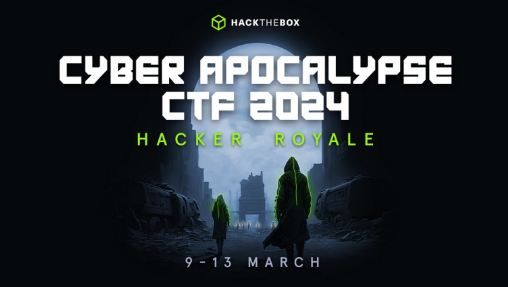 HACKTHEBOX
CYBER APOCALYPSE
CTF 2024
HACKER ROYALE
9-13 MARCH